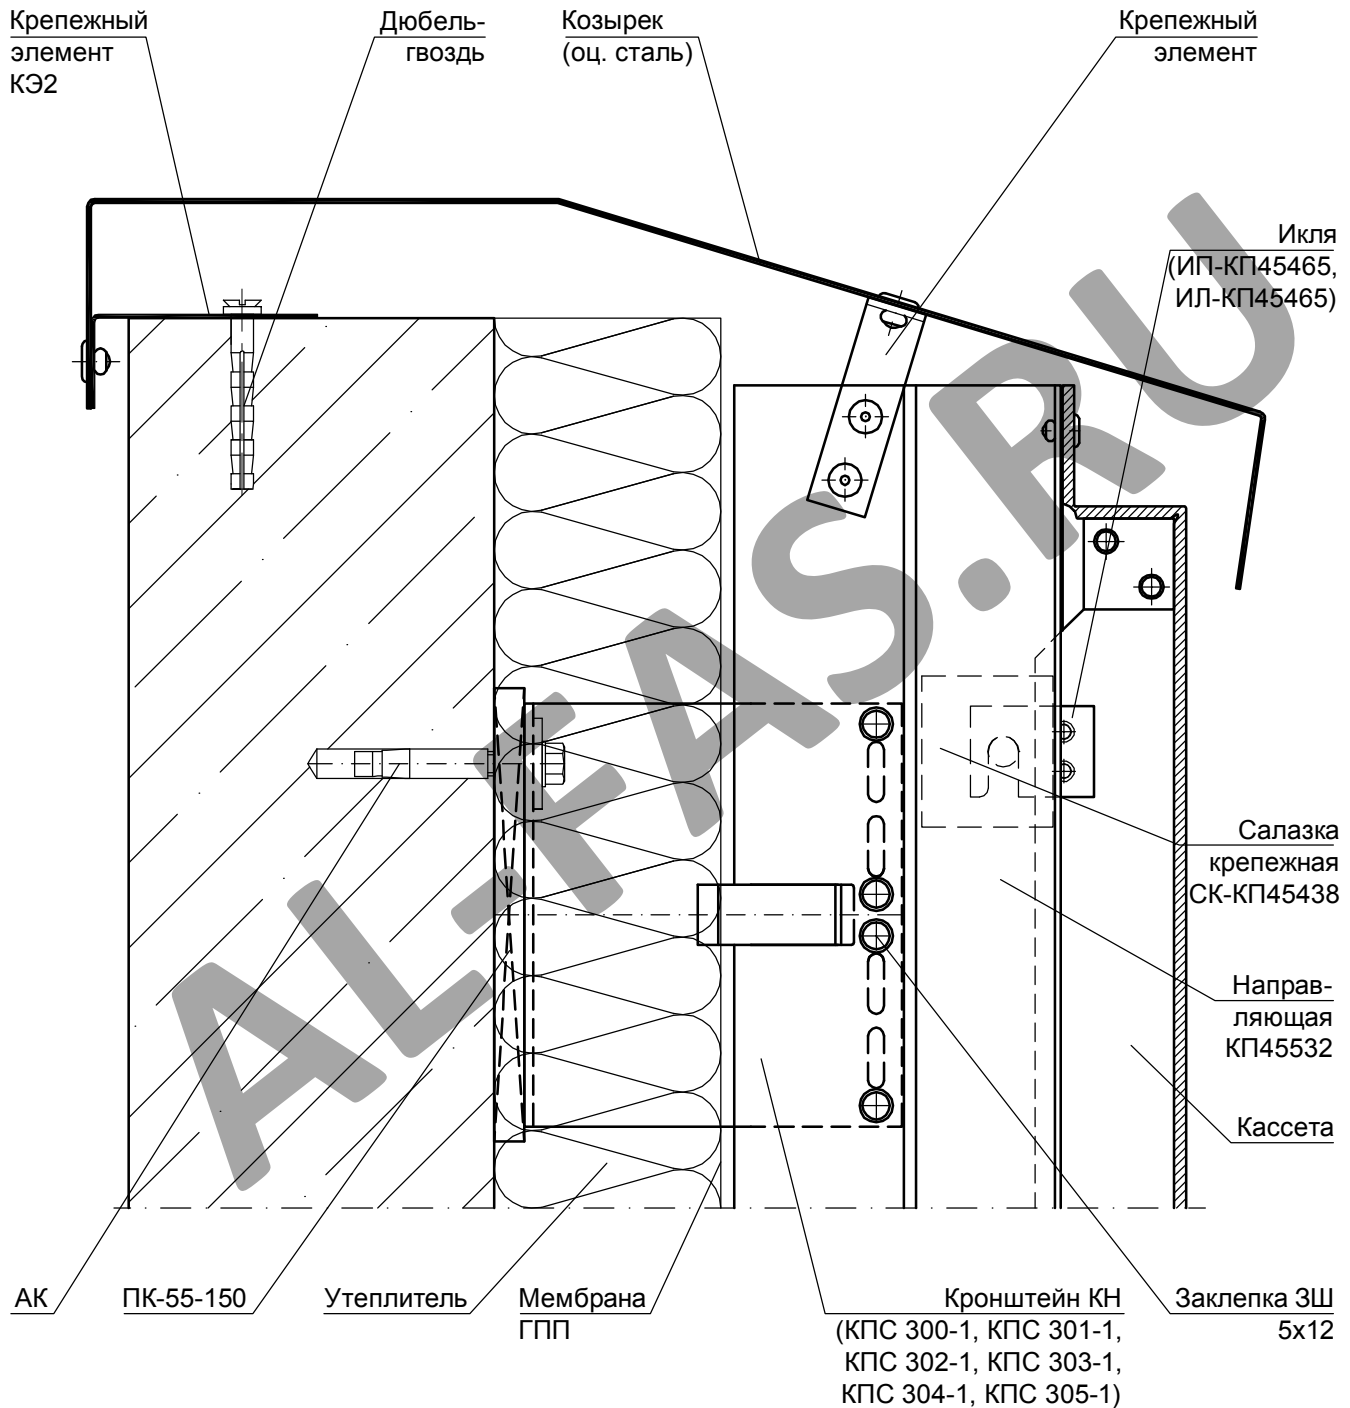 Крепежный
элемент
КЭ2
Дюбель-
гвоздь
Козырек
(оц. сталь)
Крепежный
элемент
Икля
(ИП-КП45465,
ИЛ-КП45465)
Салазка
крепежная
СК-КП45438
Направ-
ляющая
КП45532
Кассета
АК
ПК-55-150
Утеплитель
Мембрана
ГПП
Кронштейн КН
(КПС 300-1, КПС 301-1,
КПС 302-1, КПС 303-1,
КПС 304-1, КПС 305-1)
Заклепка ЗШ
5х12
AL-FAS.RU